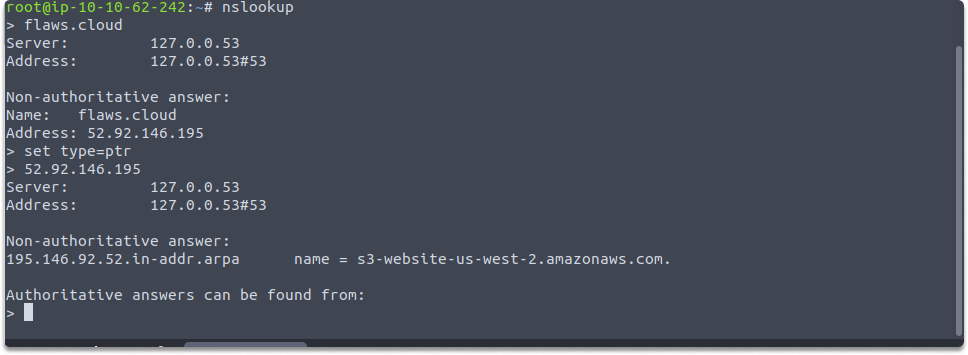 root@ip-10-10-62-242:~# nslookup
> flaws.cloud
Server:         127.0.0.53
Address:        127.0.0.53#53

Non-authoritative answer:
Name:   flaws.cloud
Address: 52.92.146.195
> set type=ptr
> 52.92.146.195
Server:         127.0.0.53
Address:        127.0.0.53#53

Non-authoritative answer:
195.146.92.52.in-addr.arpa      name = s3-website-us-west-2.amazonaws.com.

Authoritative answers can be found from:
>